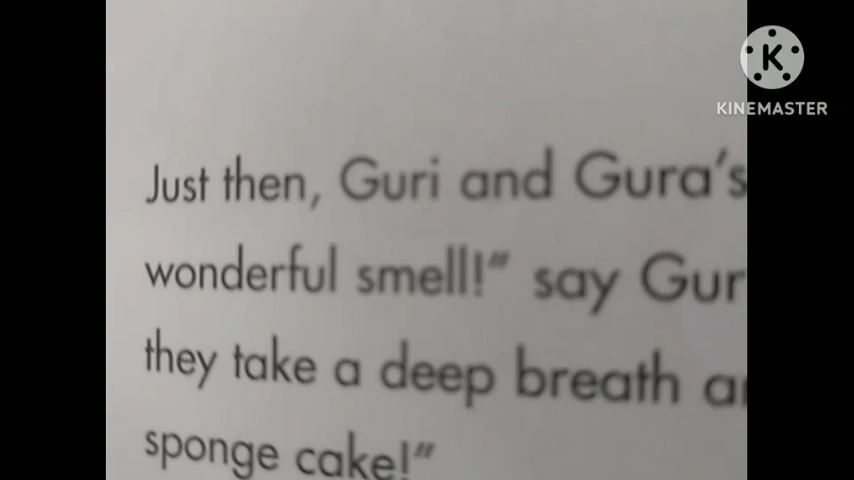 K
KINEMASTER
Just then, Guri and Gura's
wonderful smell!" say Gur
they take a deep breath a
sponge cake!"